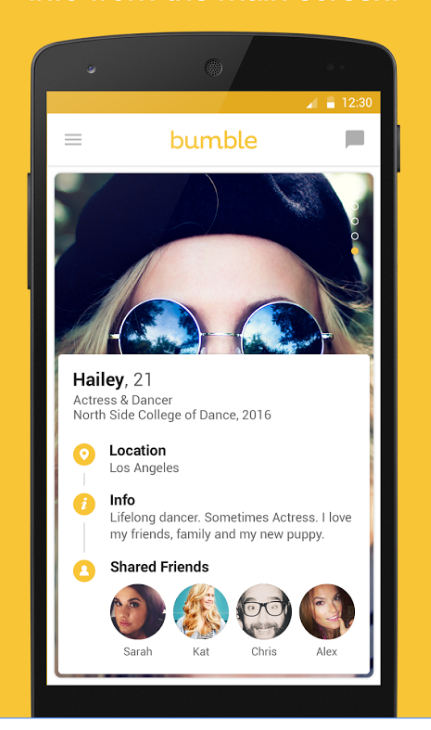 12:30
bumble
Hailey, 21
Actress & Dancer
North Side College of Dance, 2016
Location
Los Angeles
i
Info
Lifelong dancer. Sometimes Actress. I love
my friends, family and my new puppy.
Shared Friends
Sarah Kat Chris Alex